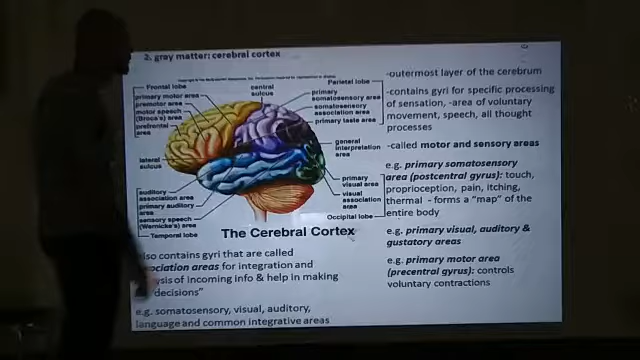 2. gray matter: cerebral cortex
Frontal lobe
primary motor area
premotor area
motor speech
(Broca's) area
prefrontal
area
central
sulcus
Parietal lobe
primary
somatosensory area
somatosensory
association area
primary taste area
lateral
sulcus
general
interpretation
area
primary
visual area
visual
association
area
Occipital lobe
auditory
association area
primary auditory
area
sensory speech
(Wernicke's) area
Temporal lobe
The Cerebral Cortex
also contains gyri that are called
association areas for integration and
of incoming info & help in making
decisions"
e.g. somatosensory, visual, auditory,
language and common integrative areas
-outermost layer of the cerebrum
-contains gyri for specific processing
of sensation, -area of voluntary
movement, speech, all thought
processes
-called motor and sensory areas
e.g. primary somatosensory
area (postcentral gyrus): touch,
proprioception, pain, itching,
thermal - forms a "map" of the
entire body
e.g. primary visual, auditory &
gustatory areas
e.g. primary motor area
(precentral gyrus): controls
voluntary contractions